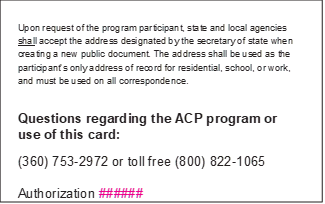 Upon request of the program participant, state and local agencies
shall accept the address designated by the secretary of state when
creating a new public document. The address shall be used as the
participant's only address of record for residential, school, or work,
and must be used on all correspondence.
Questions regarding the ACP program or
use of this card:
(360) 753-2972 or toll free (800) 822-1065
Authorization ######